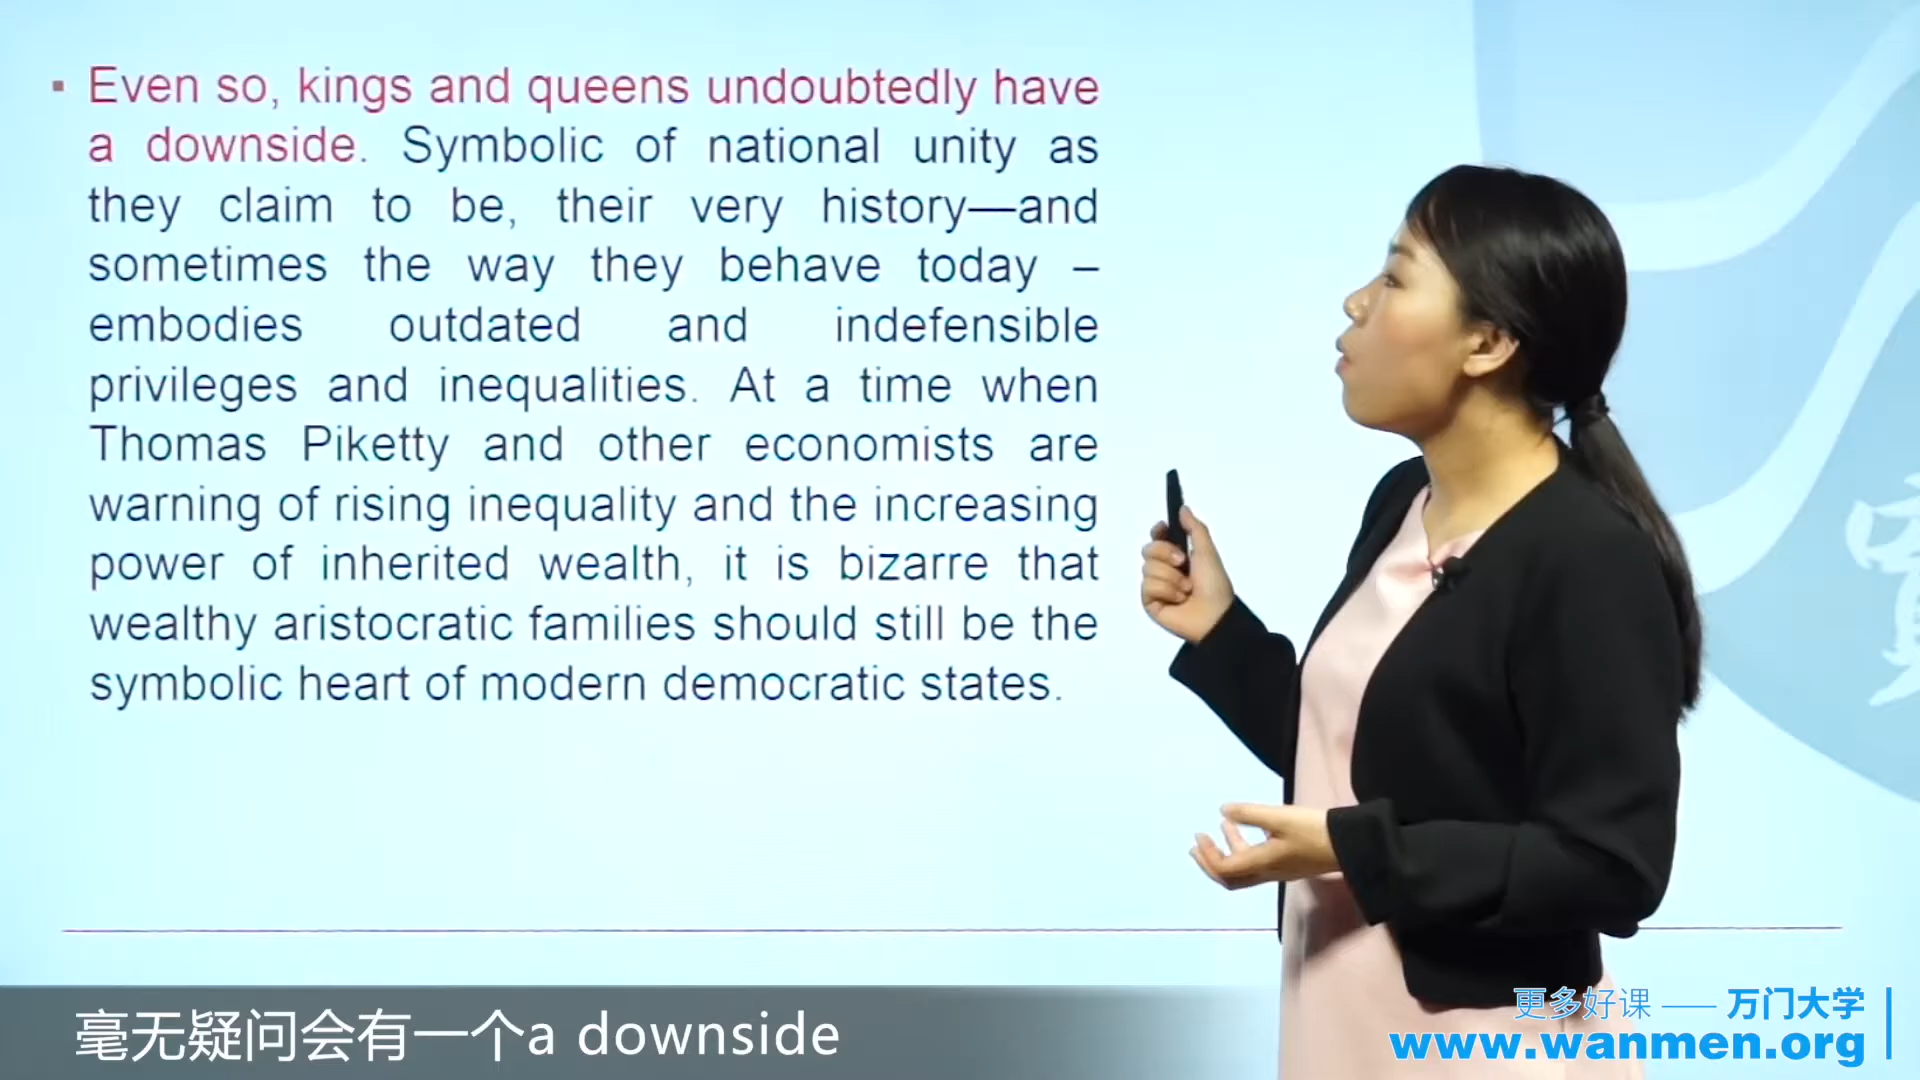 Even so, kings and queens undoubtedly have
a downside. Symbolic of national unity as
they claim to be, their very history—and
sometimes the way they behave today –
embodies outdated and indefensible
privileges and inequalities. At a time when
Thomas Piketty and other economists are
warning of rising inequality and the increasing
power of inherited wealth, it is bizarre that
wealthy aristocratic families should still be the
symbolic heart of modern democratic states.
毫无疑问会有一个a downside
更多好课 —— 万门大学
www.wanmen.org